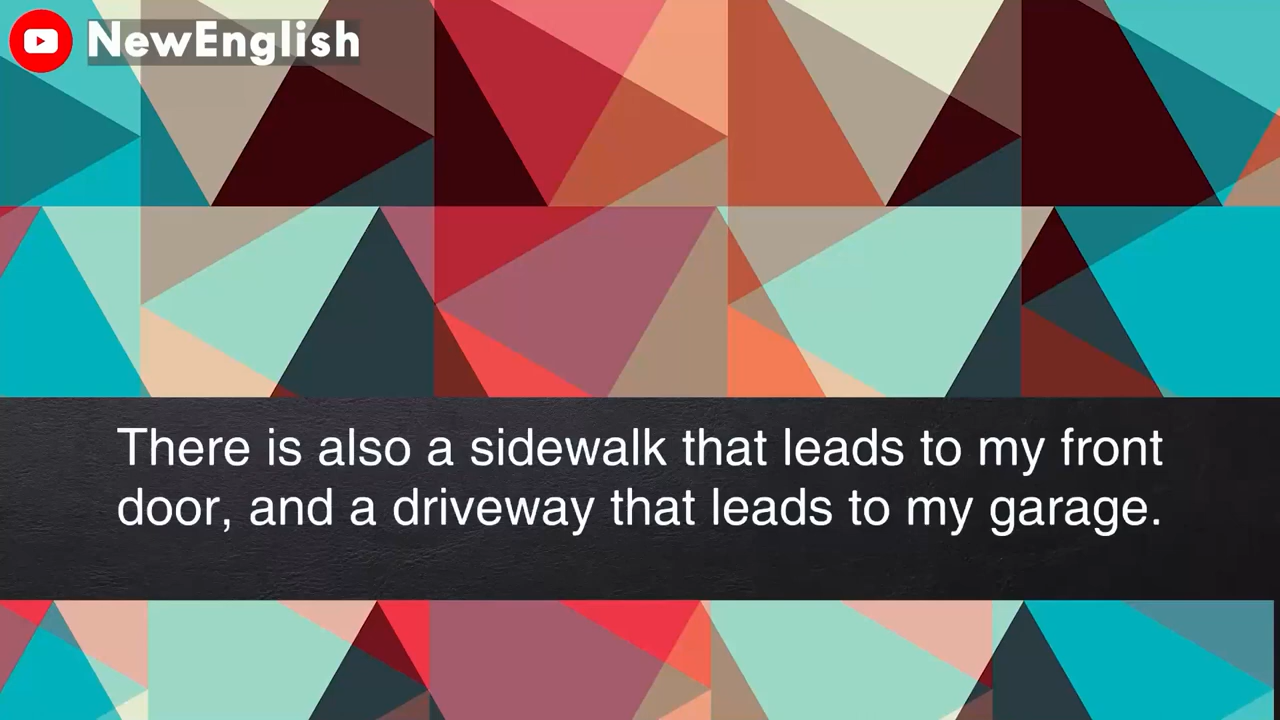 NewEnglish
There is also a sidewalk that leads to my front
door, and a driveway that leads to my garage.